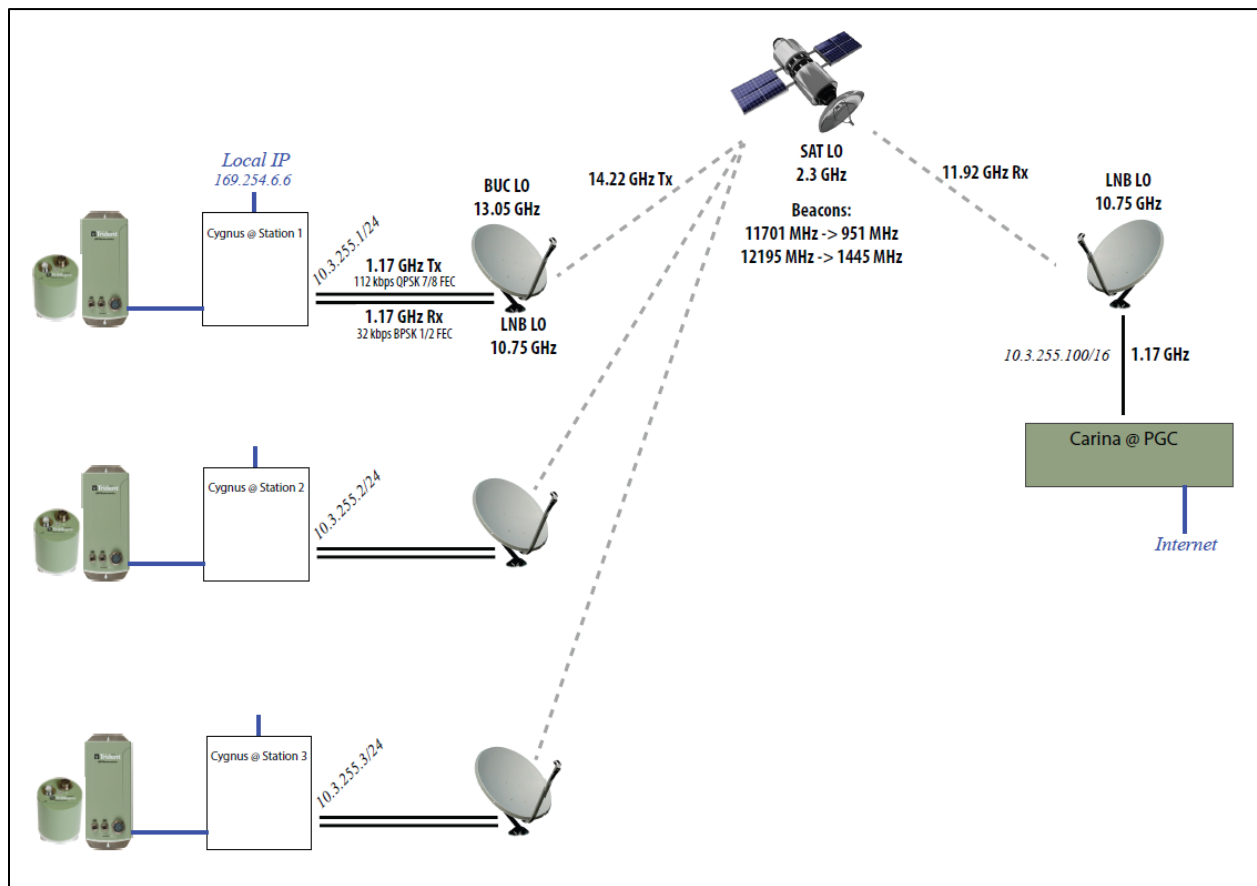 SAT LO
2.3 GHz
Beacons:
11701 MHz -> 951 MHz
12195 MHz -> 1445 MHz
14.22 GHz Tx
11.92 GHz Rx
Local IP
169.254.6.6
BUC LO
13.05 GHz
LNB LO
10.75 GHz
Trident
Cygnus @ Station 1
10.3.255.1/24
1.17 GHz Tx
112 kbps QPSK 7/8 FEC
1.17 GHz Rx
32 kbps BPSK 1/2 FEC
LNB LO
10.75 GHz
10.3.255.100/16
1.17 GHz
Carina @ PGC
Internet
Trident
Cygnus @ Station 2
10.3.255.2/24
Trident
Cygnus @ Station 3
10.3.255.3/24